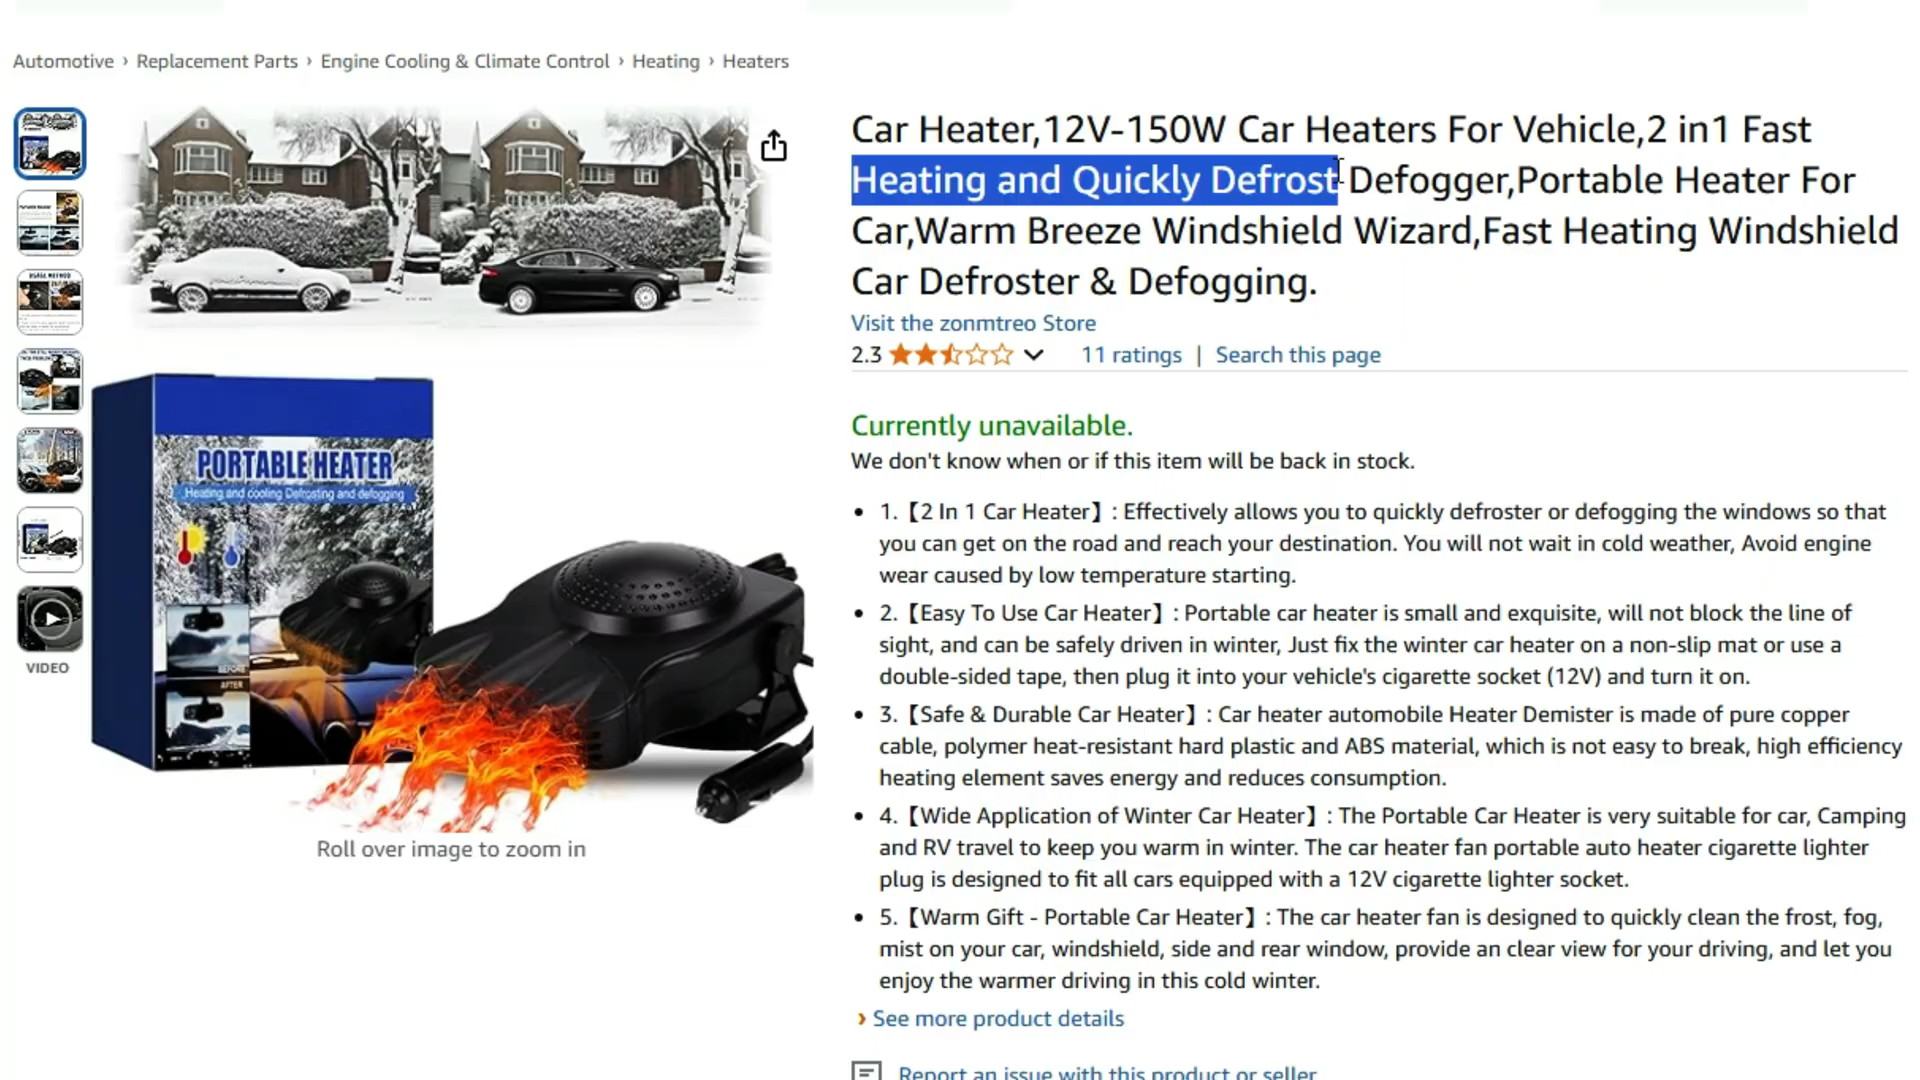 Automotive › Replacement Parts › Engine Cooling & Climate Control › Heating › Heaters
Car Heater,12V-150W Car Heaters For Vehicle,2 in1 Fast
Heating and Quickly Defrost Defogger,Portable Heater For
Car,Warm Breeze Windshield Wizard,Fast Heating Windshield
Car Defroster & Defogging.
Visit the zonmtreo Store
2.3
11 ratings | Search this page
Currently unavailable.
We don't know when or if this item will be back in stock.
• 1.【2 In 1 Car Heater】: Effectively allows you to quickly defroster or defogging the windows so that
you can get on the road and reach your destination. You will not wait in cold weather, Avoid engine
wear caused by low temperature starting.
• 2.【Easy To Use Car Heater】: Portable car heater is small and exquisite, will not block the line of
sight, and can be safely driven in winter, Just fix the winter car heater on a non-slip mat or use a
double-sided tape, then plug it into your vehicle's cigarette socket (12V) and turn it on.
• 3.【Safe & Durable Car Heater】: Car heater automobile Heater Demister is made of pure copper
cable, polymer heat-resistant hard plastic and ABS material, which is not easy to break, high efficiency
heating element saves energy and reduces consumption.
• 4.【Wide Application of Winter Car Heater】: The Portable Car Heater is very suitable for car, Camping
and RV travel to keep you warm in winter. The car heater fan portable auto heater cigarette lighter
plug is designed to fit all cars equipped with a 12V cigarette lighter socket.
• 5.【Warm Gift - Portable Car Heater】: The car heater fan is designed to quickly clean the frost, fog,
mist on your car, windshield, side and rear window, provide an clear view for your driving, and let you
enjoy the warmer driving in this cold winter.
› See more product details
Report an issue with this product or seller
PORTABLE HEATER
Heating and cooling Defrosting and defogging
BEFORE
AFTER
VIDEO
Roll over image to zoom in